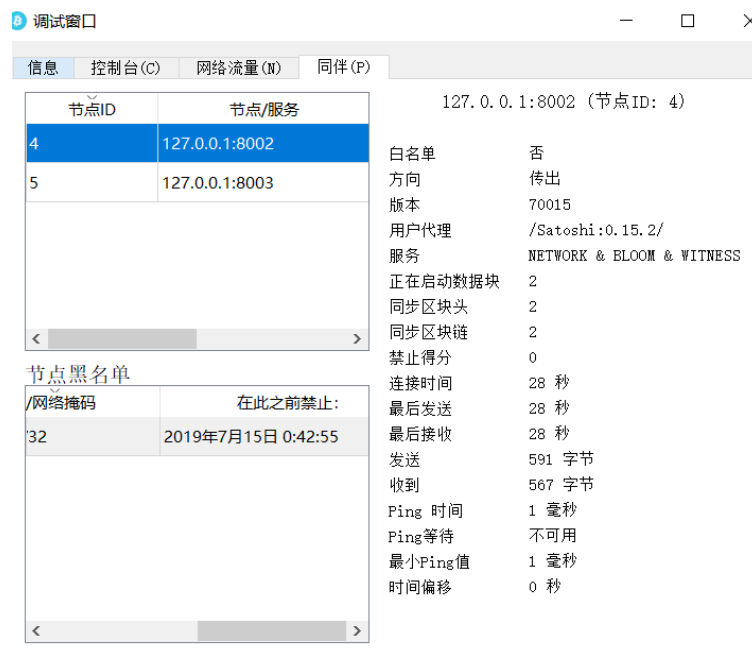 调试窗口
信息 控制台(C) 网络流量(N) 同伴(P)
节点ID 节点/服务
4 127.0.0.1:8002
5 127.0.0.1:8003
节点黑名单
/网络掩码 在此之前禁止:
/32 2019年7月15日 0:42:55
127.0.0.1:8002 (节点ID: 4)
白名单 否
方向 传出
版本 70015
用户代理 /Satoshi:0.15.2/
服务 NETWORK & BLOOM & WITNESS
正在启动数据块 2
同步区块头 2
同步区块链 2
禁止得分 0
连接时间 28 秒
最后发送 28 秒
最后接收 28 秒
发送 591 字节
收到 567 字节
Ping 时间 1 毫秒
Ping等待 不可用
最小Ping值 1 毫秒
时间偏移 0 秒